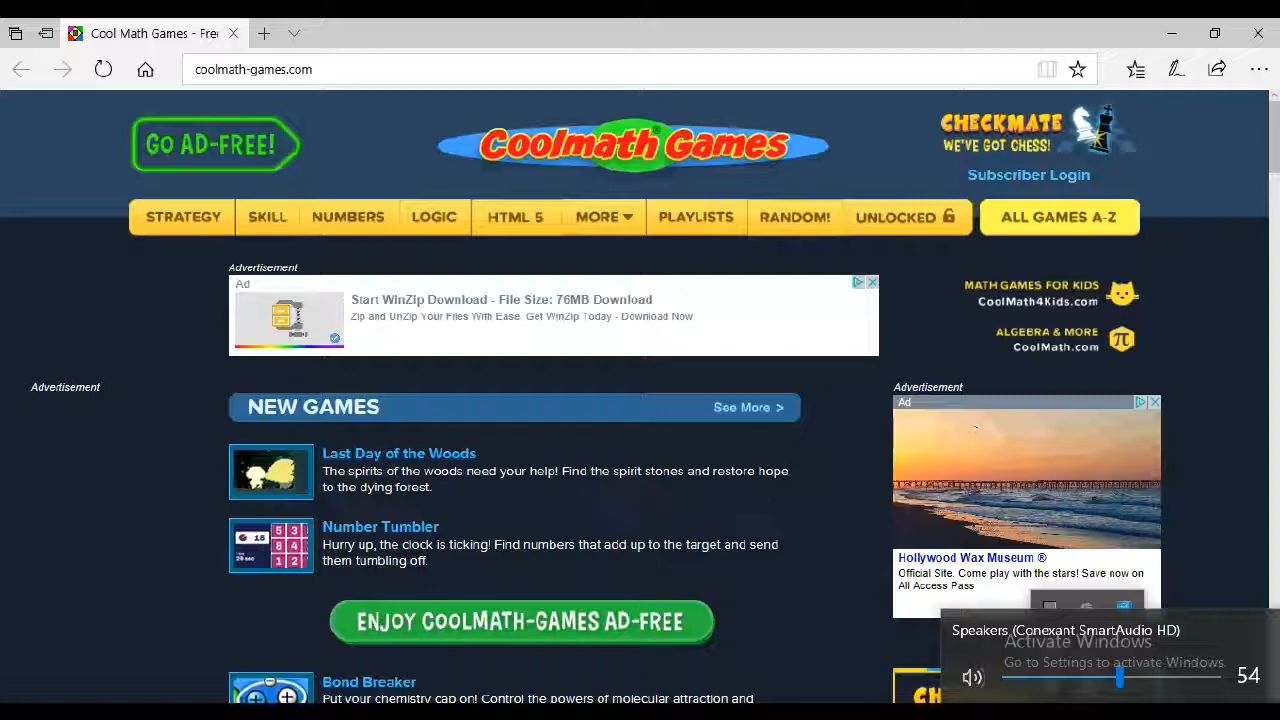 Cool Math Games - Fre
coolmath-games.com
GO AD-FREE!
Coolmath Games
CHECKMATE
WE'VE GOT CHESS!
Subscriber Login
STRATEGY SKILL NUMBERS LOGIC HTML 5 MORE PLAYLISTS RANDOM! UNLOCKED ALL GAMES A-Z
Advertisement
Ad
Start WinZip Download - File Size: 76MB Download
Zip and UnZip Your Files With Ease. Get WinZip Today - Download Now
MATH GAMES FOR KIDS
CoolMath4Kids.com
ALGEBRA & MORE
CoolMath.com
Advertisement
NEW GAMES
See More >
Last Day of the Woods
The spirits of the woods need your help! Find the spirit stones and restore hope
to the dying forest.
18
5 3
8 4
1 2
Number Tumbler
Hurry up, the clock is ticking! Find numbers that add up to the target and send
them tumbling off.
ENJOY COOLMATH-GAMES AD-FREE
Bond Breaker
Put your chemistry cap on! Control the powers of molecular attraction and
Advertisement
Ad
Hollywood Wax Museum ®
Official Site. Come play with the stars! Save now on
All Access Pass
Speakers (Conexant SmartAudio HD)
Activate Windows
Go to Settings to activate Windows.
54